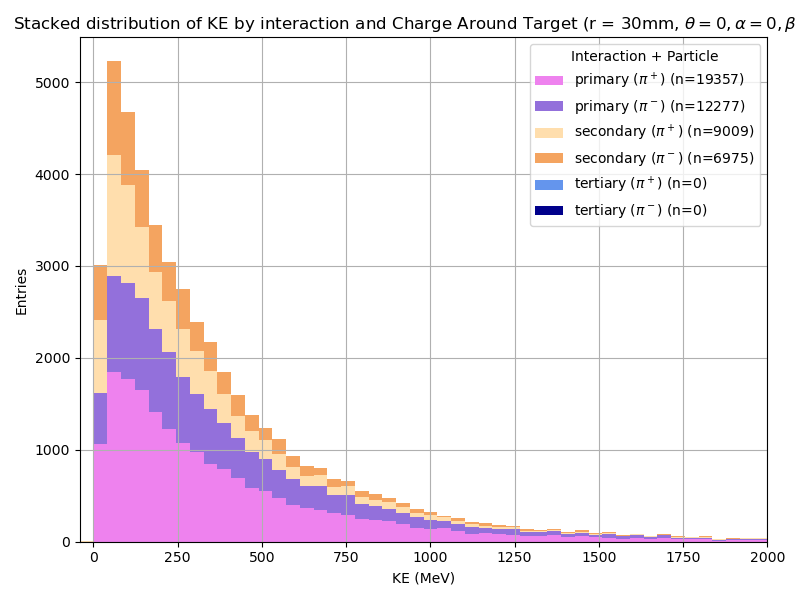 Stacked distribution of KE by interaction and Charge Around Target (r = 30mm, θ = 0, α = 0, β
Interaction + Particle
primary (π⁺) (n=19357)
primary (π⁻) (n=12277)
secondary (π⁺) (n=9009)
secondary (π⁻) (n=6975)
tertiary (π⁺) (n=0)
tertiary (π⁻) (n=0)
Entries
5000
4000
3000
2000
1000
0
0 250 500 750 1000 1250 1500 1750 2000
KE (MeV)